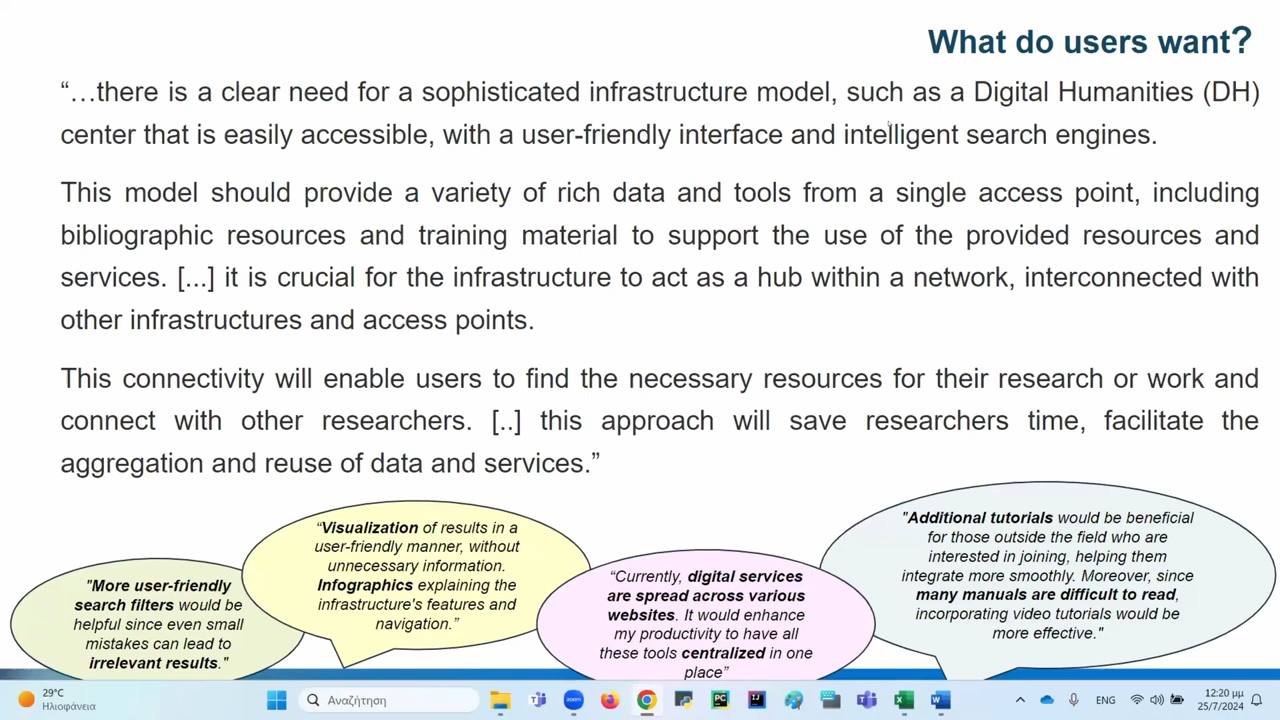 What do users want?
“…there is a clear need for a sophisticated infrastructure model, such as a Digital Humanities (DH)
center that is easily accessible, with a user-friendly interface and intelligent search engines.
This model should provide a variety of rich data and tools from a single access point, including
bibliographic resources and training material to support the use of the provided resources and
services. [...] it is crucial for the infrastructure to act as a hub within a network, interconnected with
other infrastructures and access points.
This connectivity will enable users to find the necessary resources for their research or work and
connect with other researchers. [..] this approach will save researchers time, facilitate the
aggregation and reuse of data and services.”
"More user-friendly
search filters would be
helpful since even small
mistakes can lead to
irrelevant results."
“Visualization of results in a
user-friendly manner, without
unnecessary information.
Infographics explaining the
infrastructure's features and
navigation.”
“Currently, digital services
are spread across various
websites. It would enhance
my productivity to have all
these tools centralized in one
place”
"Additional tutorials would be beneficial
for those outside the field who are
interested in joining, helping them
integrate more smoothly. Moreover, since
many manuals are difficult to read,
incorporating video tutorials would be
more effective."
29°C
Ηλιοφάνεια
Αναζήτηση
zoom
PC
IJ
ENG
12:20 μμ
25/7/2024